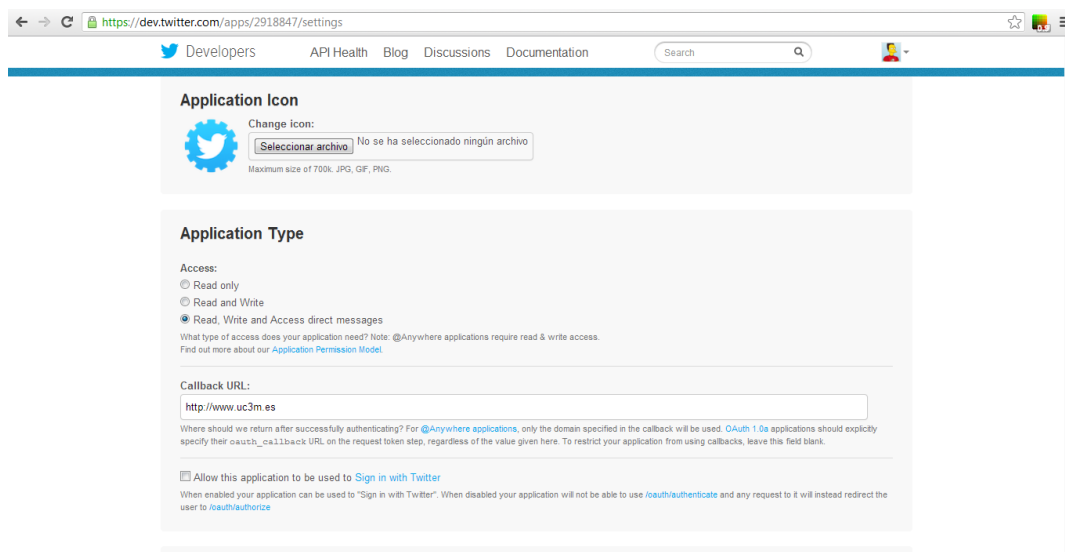 https://dev.twitter.com/apps/2918847/settings
Developers API Health Blog Discussions Documentation Search
Application Icon
Change icon:
Seleccionar archivo No se ha seleccionado ningún archivo
Maximum size of 700k. JPG, GIF, PNG.
Application Type
Access:
Read only
Read and Write
Read, Write and Access direct messages
What type of access does your application need? Note: @Anywhere applications require read & write access.
Find out more about our Application Permission Model.
Callback URL:
http://www.uc3m.es
Where should we return after successfully authenticating? For @Anywhere applications, only the domain specified in the callback will be used. OAuth 1.0a applications should explicitly
specify their oauth_callback URL on the request token step, regardless of the value given here. To restrict your application from using callbacks, leave this field blank.
Allow this application to be used to Sign in with Twitter
When enabled your application can be used to "Sign in with Twitter". When disabled your application will not be able to use /oauth/authenticate and any request to it will instead redirect the
user to /oauth/authorize